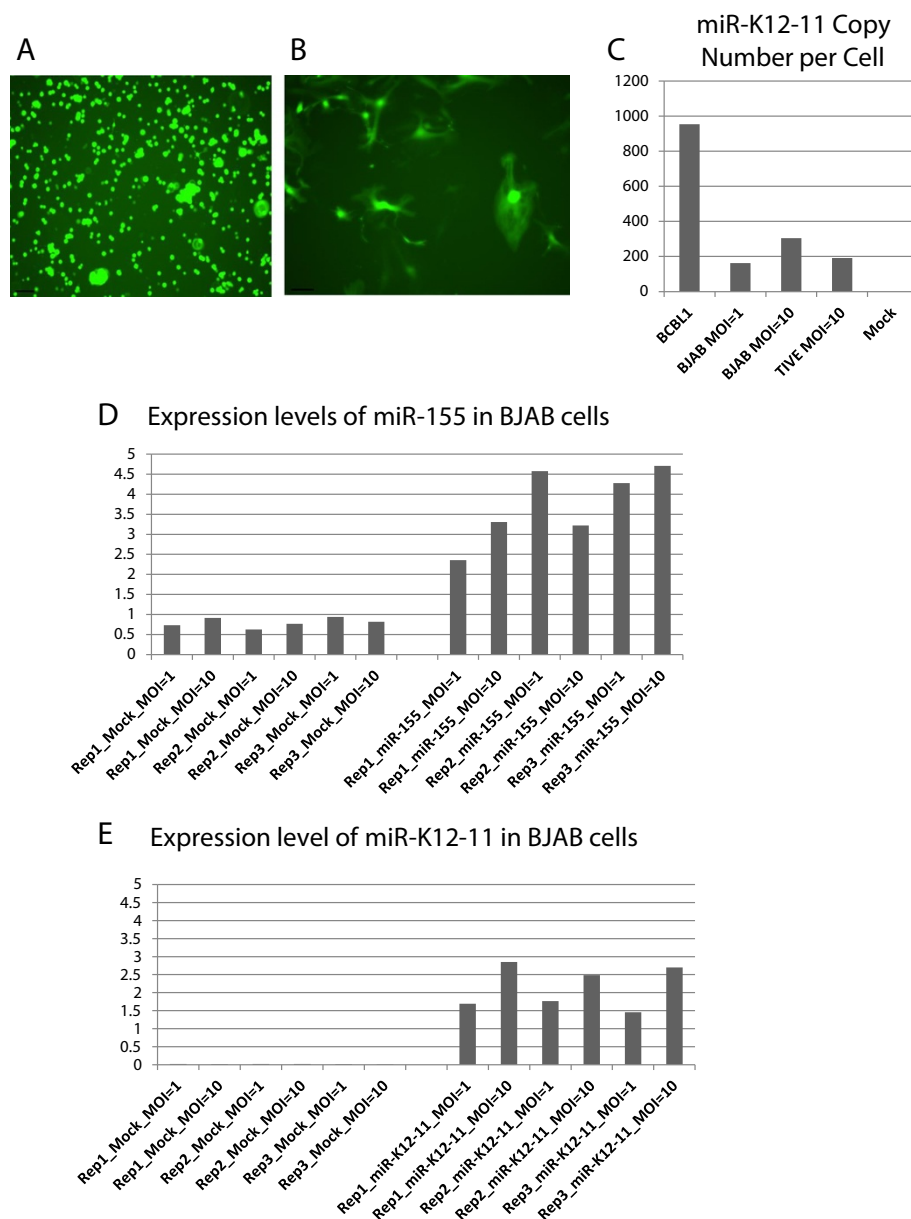 A
B
C
miR-K12-11 Copy
Number per Cell
1200
1000
800
600
400
200
0
BCBL1
BJAB MOI=1
BJAB MOI=10
TIVE MOI=10
Mock
D Expression levels of miR-155 in BJAB cells
5
4.5
4
3.5
3
2.5
2
1.5
1
0.5
0
Rep1_Mock_MOI=1
Rep1_Mock_MOI=10
Rep2_Mock_MOI=1
Rep2_Mock_MOI=10
Rep3_Mock_MOI=1
Rep3_Mock_MOI=10
Rep1_miR-155_MOI=1
Rep1_miR-155_MOI=10
Rep2_miR-155_MOI=1
Rep2_miR-155_MOI=10
Rep3_miR-155_MOI=1
Rep3_miR-155_MOI=10
E Expression level of miR-K12-11 in BJAB cells
5
4.5
4
3.5
3
2.5
2
1.5
1
0.5
0
Rep1_Mock_MOI=1
Rep1_Mock_MOI=10
Rep2_Mock_MOI=1
Rep2_Mock_MOI=10
Rep3_Mock_MOI=1
Rep3_Mock_MOI=10
Rep1_miR-K12-11_MOI=1
Rep1_miR-K12-11_MOI=10
Rep2_miR-K12-11_MOI=1
Rep2_miR-K12-11_MOI=10
Rep3_miR-K12-11_MOI=1
Rep3_miR-K12-11_MOI=10